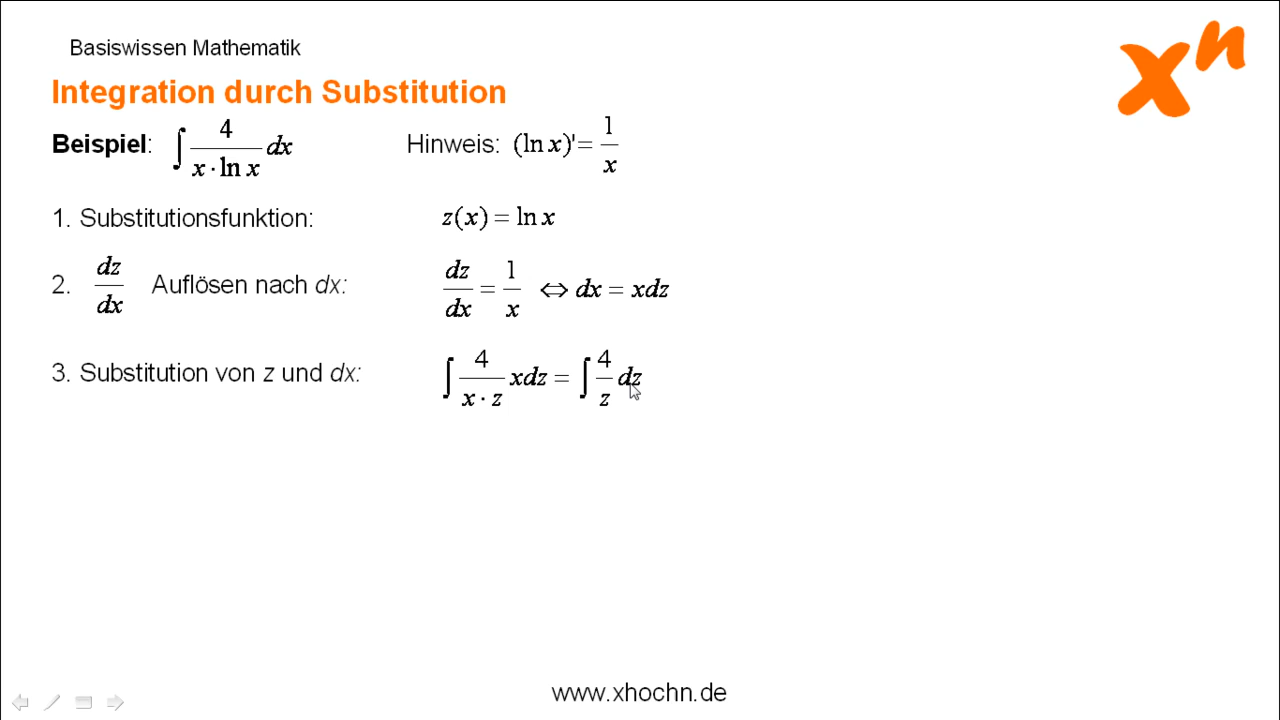 Basiswissen Mathematik
xⁿ
Integration durch Substitution
Beispiel: ∫ 4/(x · ln x) dx Hinweis: (ln x)' = 1/x
1. Substitutionsfunktion: z(x) = ln x
2. dz/dx Auflösen nach dx: dz/dx = 1/x ⇔ dx = xdz
3. Substitution von z und dx: ∫ 4/(x · z) xdz = ∫ 4/z dz
www.xhochn.de